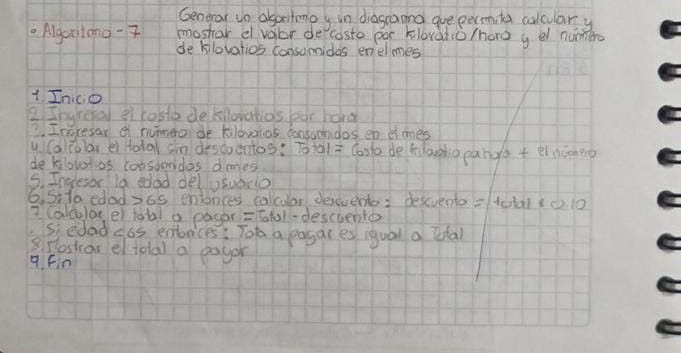 Generar un algoritmo y un diagrama que permita calcular y
• Algoritmo - 7 mostrar el valor de costo por kilovatio/hora y el número
de kilovatios consumidos en el mes
1. Inicio
2. Ingresar el costo de kilovatios por hora
3. Ingresar el número de kilovatios consumidos en el mes
4. Calcular el total sin descuentos: Total = Costo de kilovatio por hora * el número
de kilovatios consumidos el mes
5. Ingresar la edad del usuario
6. Si la edad > 65 entonces calcular descuento: descuento = total * 0.10
7. Calcular el total a pagar = Total - descuento
. Si edad < 65 entonces: Tota a pagar es igual a Total
8. Mostrar el total a pagar
9. Fin